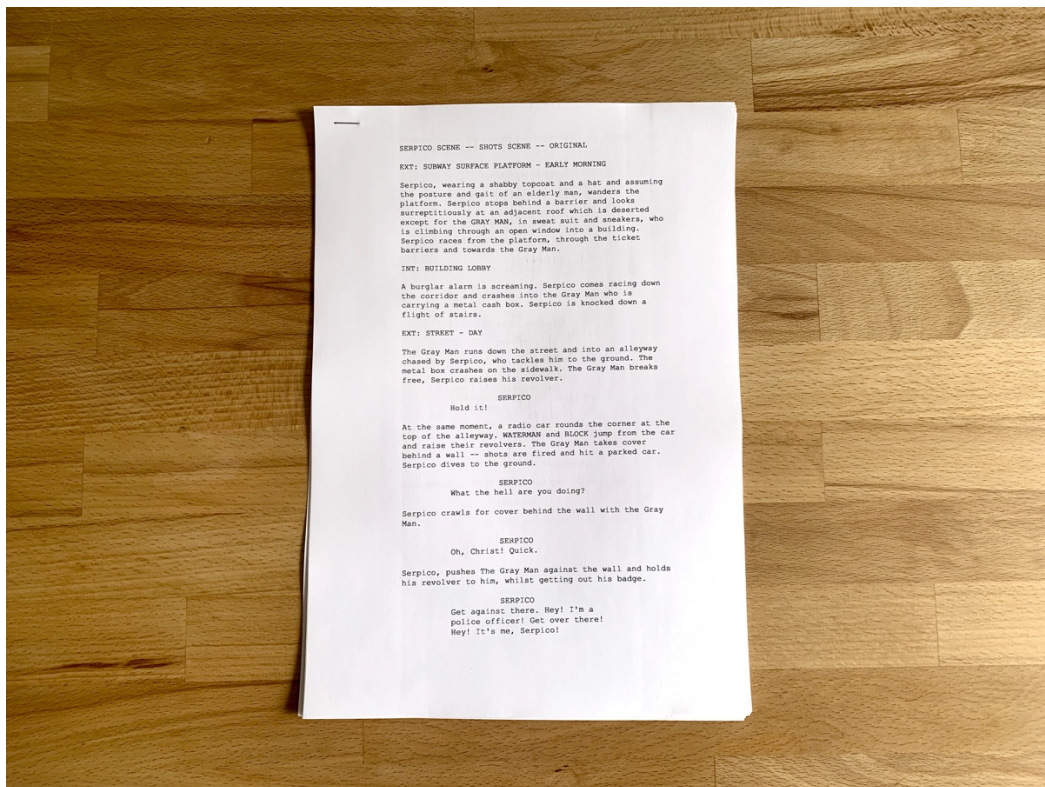 SERPICO SCENE -- SHOTS SCENE -- ORIGINAL
EXT: SUBWAY SURFACE PLATFORM - EARLY MORNING
Serpico, wearing a shabby topcoat and a hat and assuming
the posture and gait of an elderly man, wanders the
platform. Serpico stops behind a barrier and looks
surreptitiously at an adjacent roof which is deserted
except for the GRAY MAN, in sweat suit and sneakers, who
is climbing through an open window into a building.
Serpico races from the platform, through the ticket
barriers and towards the Gray Man.
INT: BUILDING LOBBY
A burglar alarm is screaming. Serpico comes racing down
the corridor and crashes into the Gray Man who is
carrying a metal cash box. Serpico is knocked down a
flight of stairs.
EXT: STREET - DAY
The Gray Man runs down the street and into an alleyway
chased by Serpico, who tackles him to the ground. The
metal box crashes on the sidewalk. The Gray Man breaks
free, Serpico raises his revolver.
SERPICO
Hold it!
At the same moment, a radio car rounds the corner at the
top of the alleyway. WATERMAN and BLOCK jump from the car
and raise their revolvers. The Gray Man takes cover
behind a wall -- shots are fired and hit a parked car.
Serpico dives to the ground.
SERPICO
What the hell are you doing?
Serpico crawls for cover behind the wall with the Gray
Man.
SERPICO
Oh, Christ! Quick.
Serpico, pushes The Gray Man against the wall and holds
his revolver to him, whilst getting out his badge.
SERPICO
Get against there. Hey! I'm a
police officer! Get over there!
Hey! It's me, Serpico!